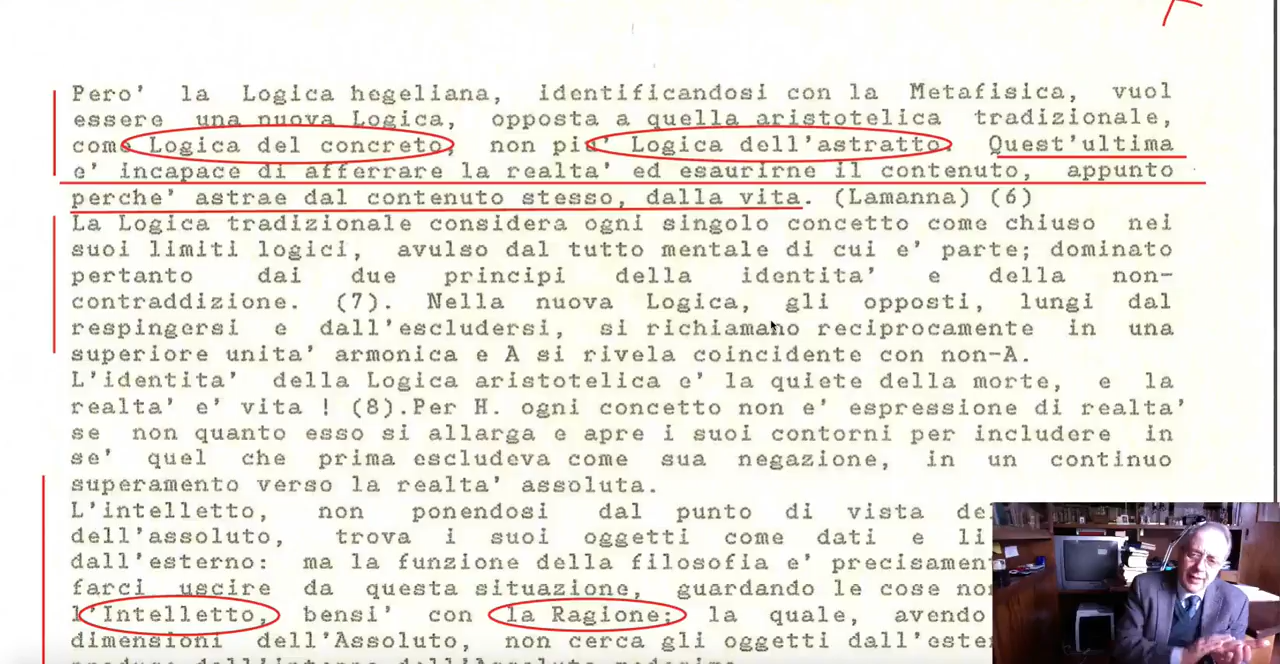 Pero' la Logica hegeliana, identificandosi con la Metafisica, vuol
essere una nuova Logica, opposta a quella aristotelica tradizionale,
come Logica del concreto, non piu' Logica dell'astratto. Quest'ultima
e' incapace di afferrare la realta' ed esaurirne il contenuto, appunto
perche' astrae dal contenuto stesso, dalla vita. (Lamanna) (6)
La Logica tradizionale considera ogni singolo concetto come chiuso nei
suoi limiti logici, avulso dal tutto mentale di cui e' parte; dominato
pertanto dai due principi della identita' e della non-
contraddizione. (7). Nella nuova Logica, gli opposti, lungi dal
respingersi e dall'escludersi, si richiamano reciprocamente in una
superiore unita' armonica e A si rivela coincidente con non-A.
L'identita' della Logica aristotelica e' la quiete della morte, e la
realta' e' vita ! (8).Per H. ogni concetto non e' espressione di realta'
se non quanto esso si allarga e apre i suoi contorni per includere in
se' quel che prima escludeva come sua negazione, in un continuo
superamento verso la realta' assoluta.
L'intelletto, non ponendosi dal punto di vista
dell'assoluto, trova i suoi oggetti come dati e
dall'esterno: ma la funzione della filosofia e'
farci uscire da questa situazione, guardando le cose
l'Intelletto, bensi' con la Ragione; la quale, avendo
dimensioni dell'Assoluto, non cerca gli oggetti